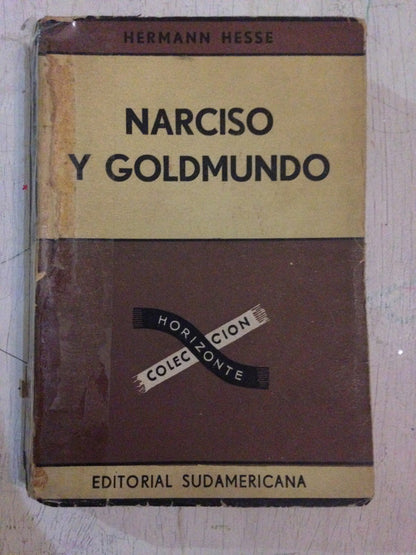 HERMANN HESSE
NARCISO
Y GOLDMUNDO
COLECCION
HORIZONTE
EDITORIAL SUDAMERICANA